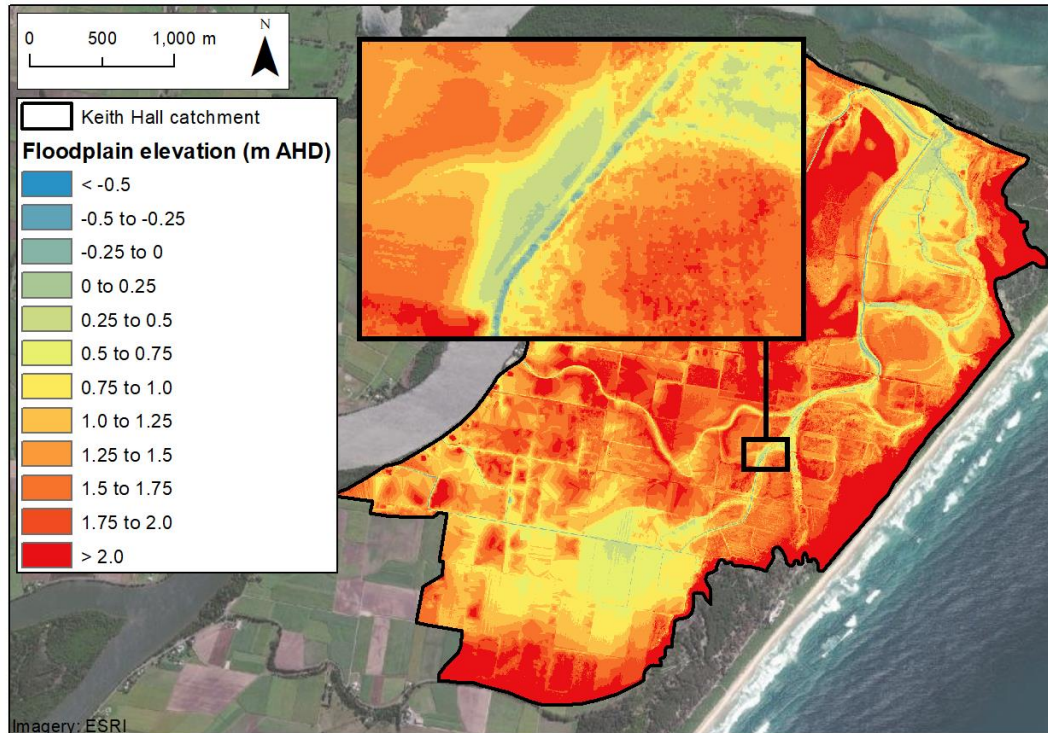 N
0 500 1,000 m
Keith Hall catchment
Floodplain elevation (m AHD)
< -0.5
-0.5 to -0.25
-0.25 to 0
0 to 0.25
0.25 to 0.5
0.5 to 0.75
0.75 to 1.0
1.0 to 1.25
1.25 to 1.5
1.5 to 1.75
1.75 to 2.0
> 2.0
Imagery: ESRI